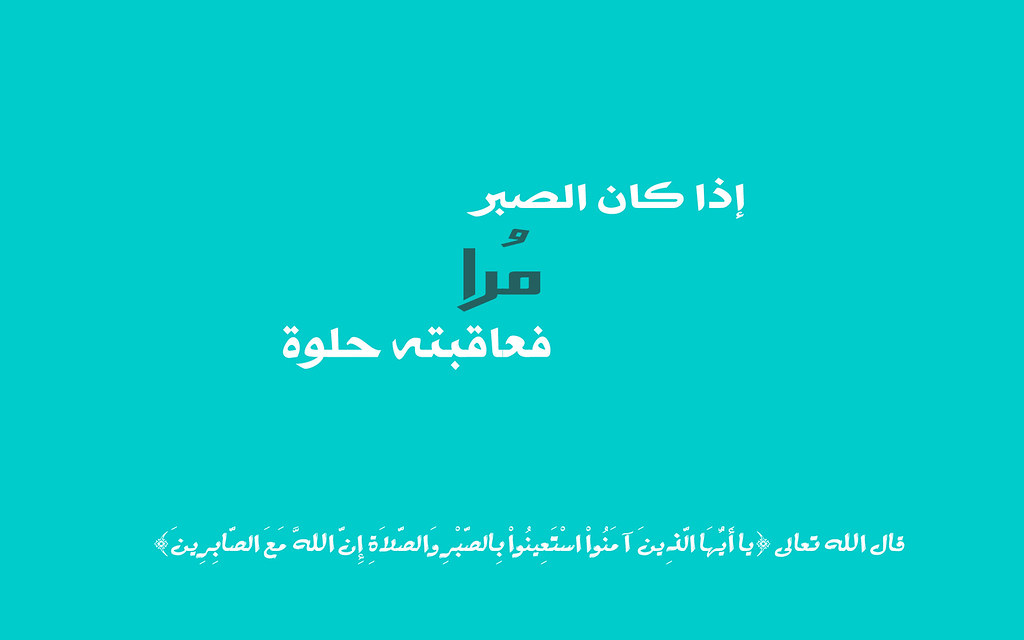 إذا كان الصبر
مُرا
فعاقبته حلوة
قال الله تعالى ﴿يا أَيُّهَا الَّذِينَ آمَنُواْ اسْتَعِينُواْ بِالصَّبْرِ وَالصَّلاَةِ إِنَّ اللهَّ مَعَ الصَّابِرِينَ﴾